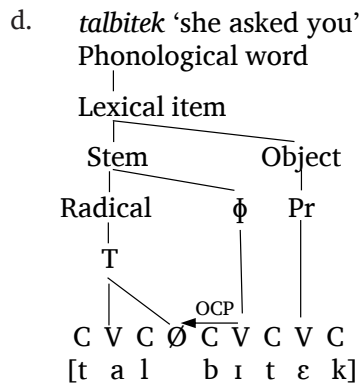 d. talbitek ‘she asked you’
Phonological word
Lexical item
Stem Object
Radical ϕ Pr
T
OCP
C V C Ø C V C V C
[t a l b ɪ t ɛ k]